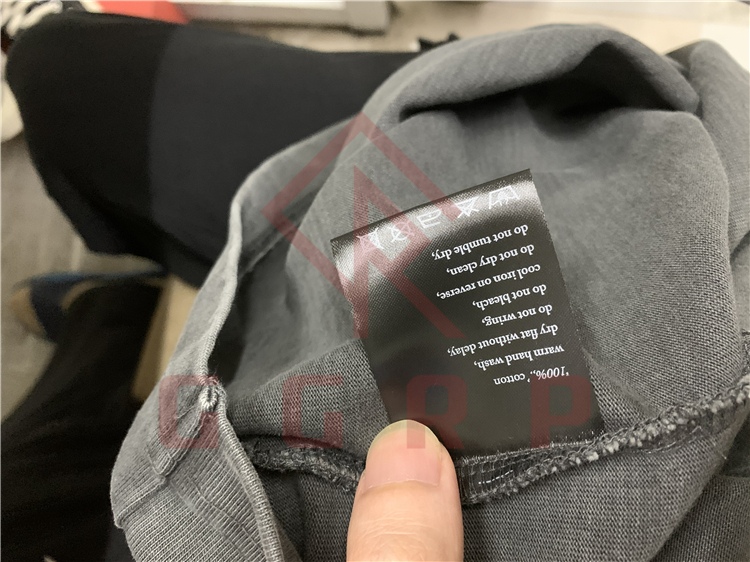 '100%,' cotton
warm hand wash,
dry flat without delay,
do not wring,
do not bleach,
cool iron on reverse,
do not dry clean,
do not tumble dry,
GGRP